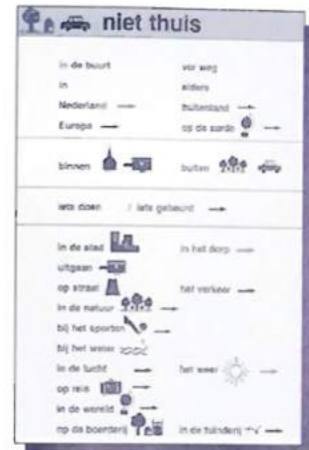 niet thuis
in de buurt ver weg
in elders
Nederland buitenland
Europa op de aarde
binnen buiten
iets doen / iets gebeurt
in de stad in het dorp
uitgaan
op straat het verkeer
in de natuur
bij het sporten
bij het water
in de lucht het weer
op reis
in de wereld
op de boerderij in de tuinderij